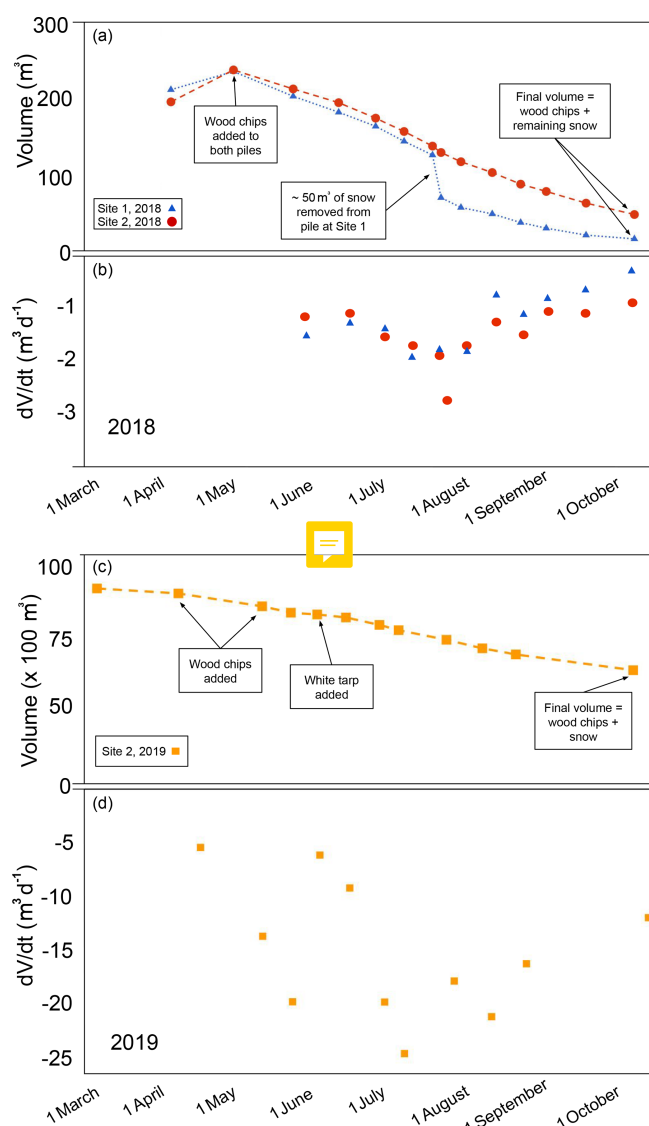 300
(a)
200
100
0
Volume (m³)
Wood chips
added to
both piles
Final volume =
wood chips +
remaining snow
~ 50 m³ of snow
removed from
pile at Site 1
Site 1, 2018
Site 2, 2018
(b)
-1
-2
-3
dV/dt (m³ d⁻¹)
2018
1 March
1 April
1 May
1 June
1 July
1 August
1 September
1 October
100
(c)
75
50
0
Volume (x 100 m³)
Wood chips
added
White tarp
added
Final volume =
wood chips +
snow
Site 2, 2019
(d)
-5
-10
-15
-20
-25
dV/dt (m³ d⁻¹)
2019
1 March
1 April
1 May
1 June
1 July
1 August
1 September
1 October